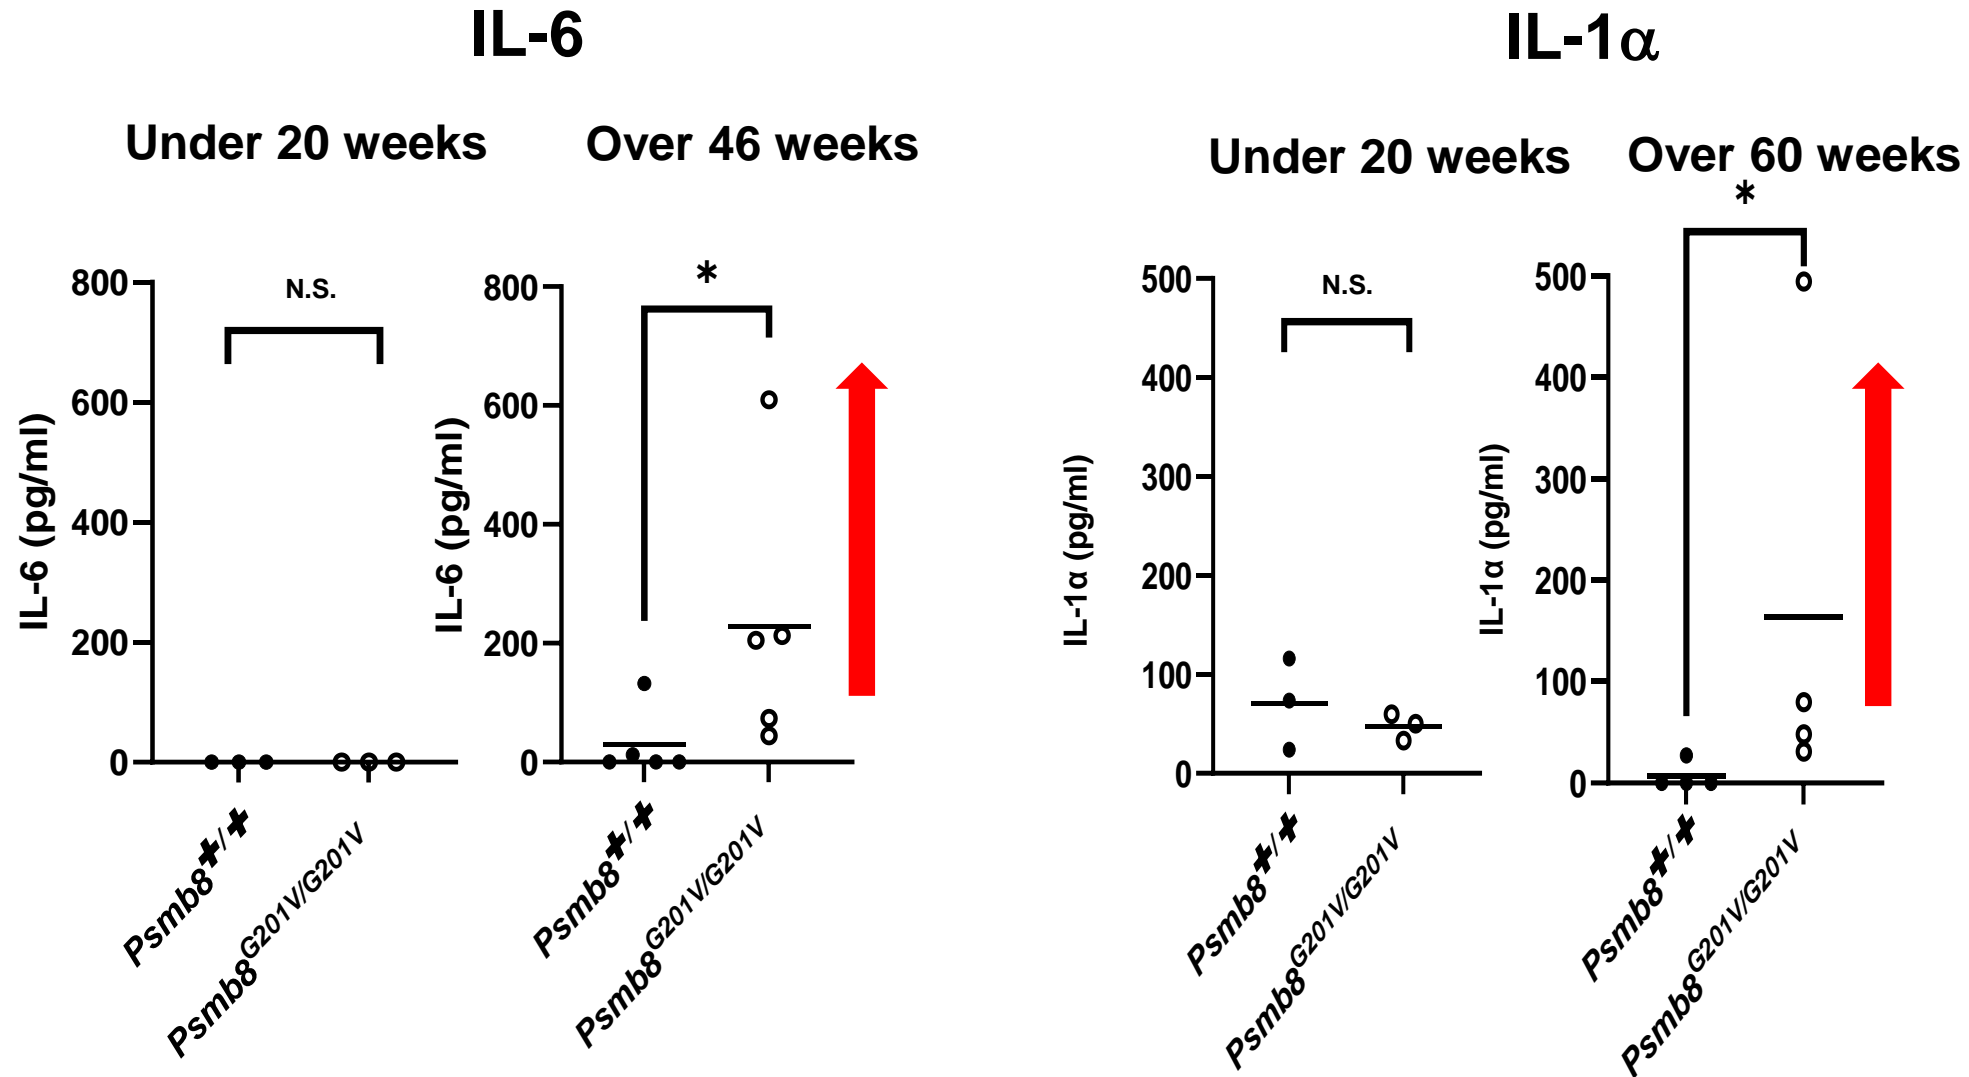 IL-6
IL-1α
Under 20 weeks
Over 46 weeks
Under 20 weeks
Over 60 weeks
IL-6 (pg/ml)
800
600
400
200
0
N.S.
Psmb8+/+
Psmb8G201V/G201V
IL-6 (pg/ml)
800
600
400
200
0
*
Psmb8+/+
Psmb8G201V/G201V
IL-1α (pg/ml)
500
400
300
200
100
0
N.S.
Psmb8+/+
Psmb8G201V/G201V
IL-1α (pg/ml)
500
400
300
200
100
0
*
Psmb8+/+
Psmb8G201V/G201V